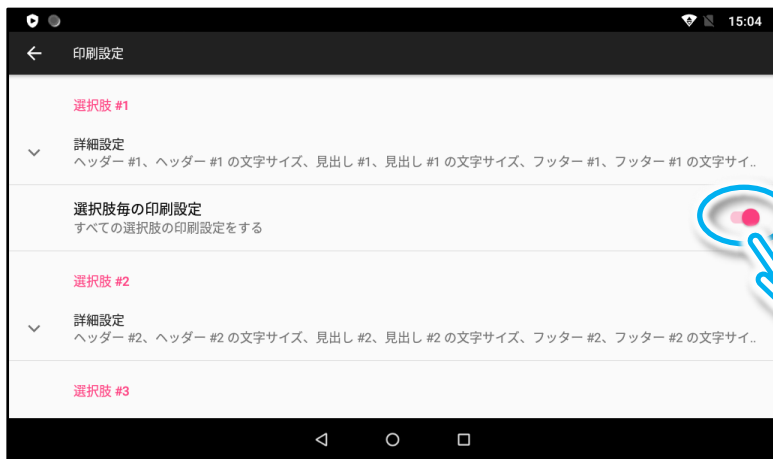 15:04
印刷設定
選択肢 #1
詳細設定
ヘッダー #1、ヘッダー #1 の文字サイズ、見出し #1、見出し #1 の文字サイズ、フッター #1、フッター #1 の文字サイ..
選択肢毎の印刷設定
すべての選択肢の印刷設定をする
選択肢 #2
詳細設定
ヘッダー #2、ヘッダー #2 の文字サイズ、見出し #2、見出し #2 の文字サイズ、フッター #2、フッター #2 の文字サイ..
選択肢 #3